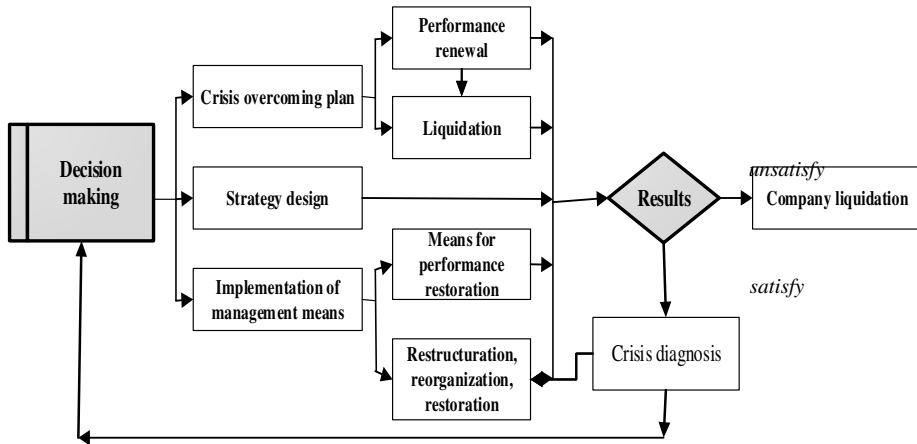 Performance
renewal
Crisis overcoming plan
Liquidation
Decision
making
Strategy design
Results
unsatisfy
Company liquidation
Means for
performance
restoration
Implementation of
management means
satisfy
Restructuration,
reorganization,
restoration
Crisis diagnosis